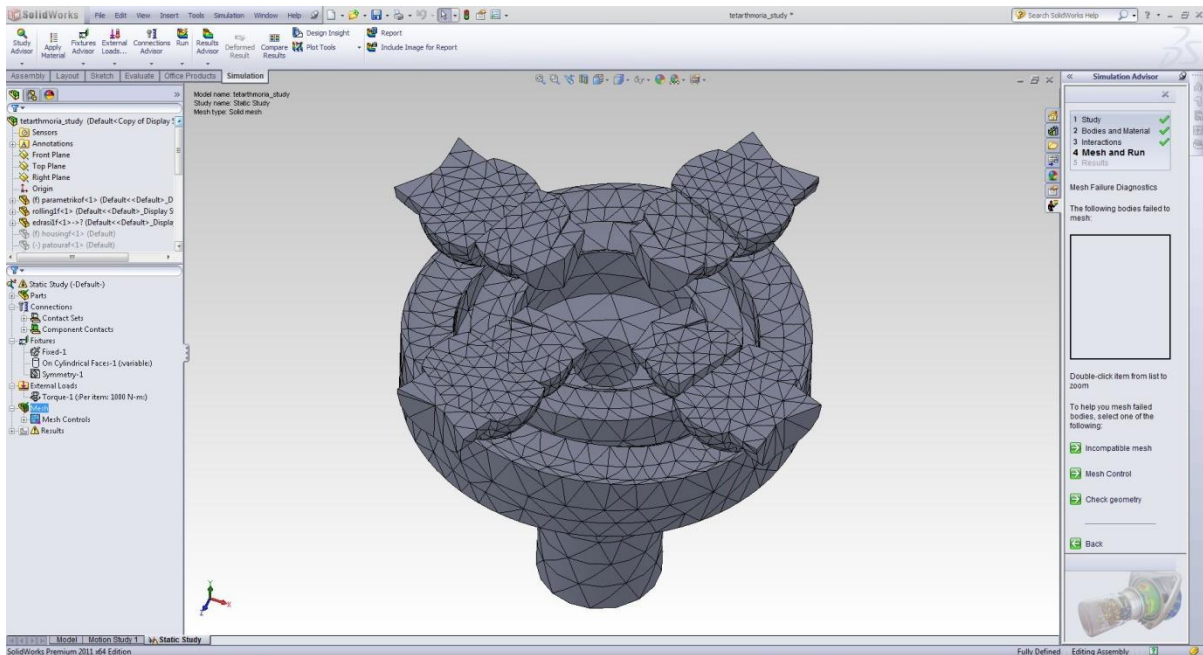 SolidWorks File Edit View Insert Tools Simulation Window Help tetarthmoria_study * Search SolidWorks Help
Study Advisor
Apply Material
Fixtures Advisor
External Loads...
Connections Advisor
Run
Results Advisor
Deformed Result
Compare Results
Design Insight
Plot Tools
Report
Include Image for Report
Assembly Layout Sketch Evaluate Office Products Simulation
Model name: tetarthmoria_study
Study name: Static Study
Mesh type: Solid mesh
tetarthmoria_study (Default<Copy of Display S
Sensors
Annotations
Front Plane
Top Plane
Right Plane
Origin
(f) parametrikof<1> (Default<<Default>_D
rolling1f<1> (Default<<Default>_Display S
edrasi1f<1>->? (Default<<Default>_Displa
(f) housingf<1> (Default)
(-) patouraf<1> (Default)
Static Study (-Default-)
Parts
Connections
Contact Sets
Component Contacts
Fixtures
Fixed-1
On Cylindrical Faces-1 (:variable:)
Symmetry-1
External Loads
Torque-1 (:Per item: 1000 N-m:)
Mesh
Mesh Controls
Results
Y
X
Z
Simulation Advisor
1 Study
2 Bodies and Material
3 Interactions
4 Mesh and Run
5 Results
Mesh Failure Diagnostics
The following bodies failed to
mesh:
Double-click item from list to
zoom
To help you mesh failed
bodies, select one of the
following:
Incompatible mesh
Mesh Control
Check geometry
Back
Model Motion Study 1 Static Study
SolidWorks Premium 2011 x64 Edition Fully Defined Editing Assembly